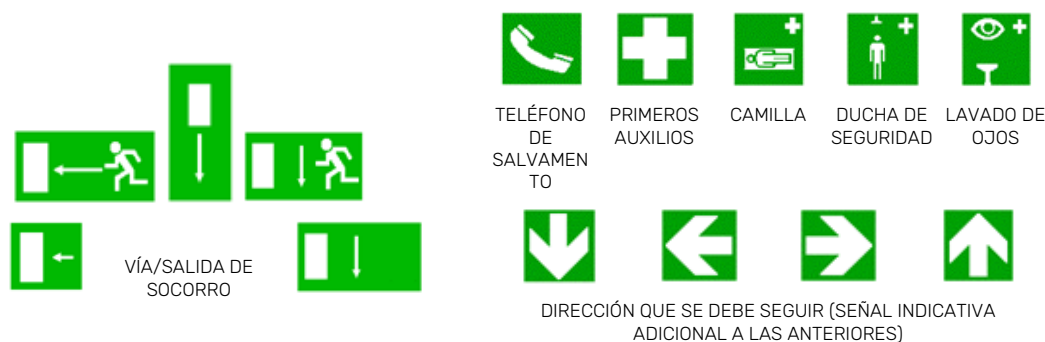 TELÉFONO
DE
SALVAMEN
TO
PRIMEROS
AUXILIOS
CAMILLA
DUCHA DE
SEGURIDAD
LAVADO DE
OJOS
VÍA/SALIDA DE
SOCORRO
DIRECCIÓN QUE SE DEBE SEGUIR (SEÑAL INDICATIVA
ADICIONAL A LAS ANTERIORES)